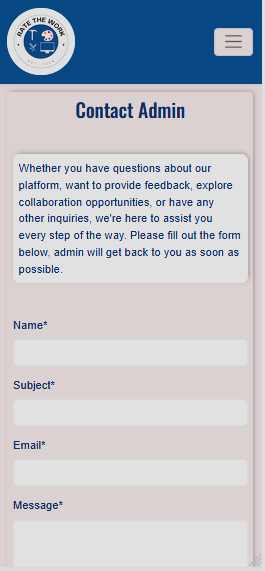 RATE THE WORK
Contact Admin
Whether you have questions about our
platform, want to provide feedback, explore
collaboration opportunities, or have any
other inquiries, we're here to assist you
every step of the way. Please fill out the form
below, admin will get back to you as soon as
possible.
Name*
Subject*
Email*
Message*